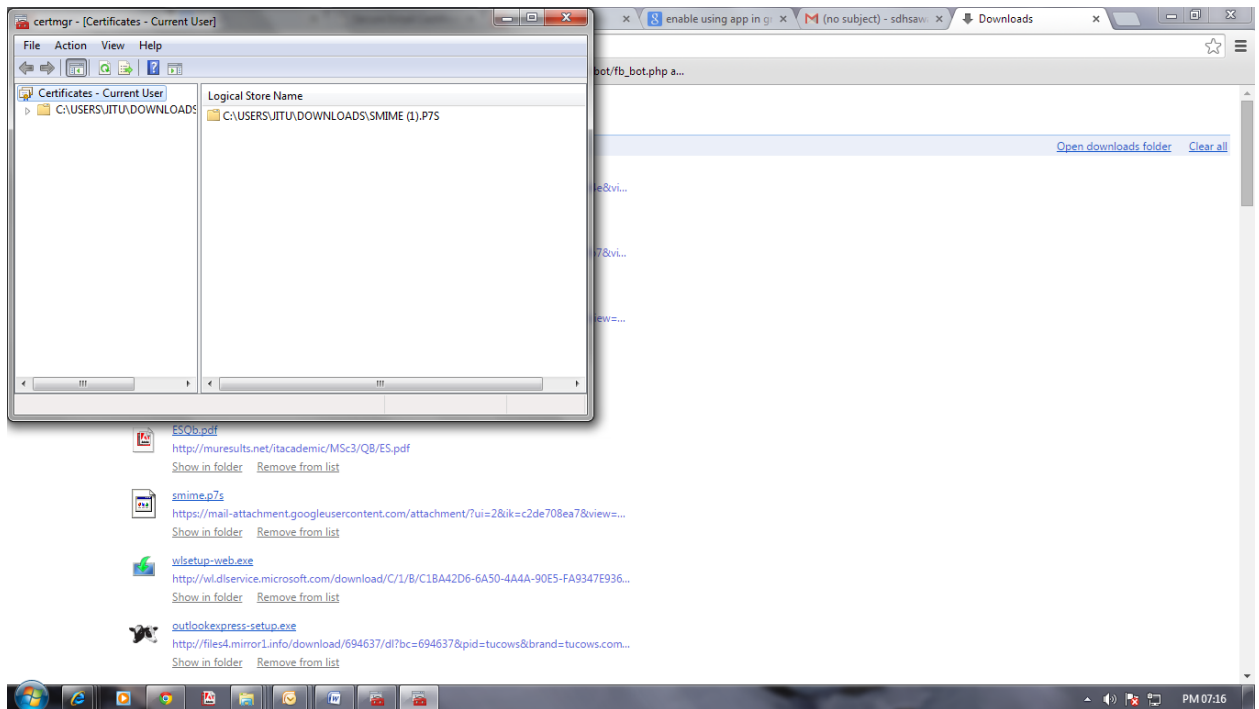 certmgr - [Certificates - Current User]
File Action View Help
Certificates - Current User
C:\USERS\JITU\DOWNLOADS
Logical Store Name
C:\USERS\JITU\DOWNLOADS\SMIME (1).P7S
enable using app in g
(no subject) - sdhsaw
Downloads
bot/fb_bot.php a...
Open downloads folder Clear all
e&vi...
7&vi...
ew=...
ESQb.pdf
http://muresults.net/itacademic/MSc3/QB/ES.pdf
Show in folder Remove from list
smime.p7s
https://mail-attachment.googleusercontent.com/attachment/?ui=2&ik=c2de708ea7&view=...
Show in folder Remove from list
wlsetup-web.exe
http://wl.dlservice.microsoft.com/download/C/1/B/C1BA42D6-6A50-4A4A-90E5-FA9347E936...
Show in folder Remove from list
outlookexpress-setup.exe
http://files4.mirror1.info/download/694637/dl?bc=694637&pid=tucows&brand=tucows.com...
Show in folder Remove from list
PM 07:16